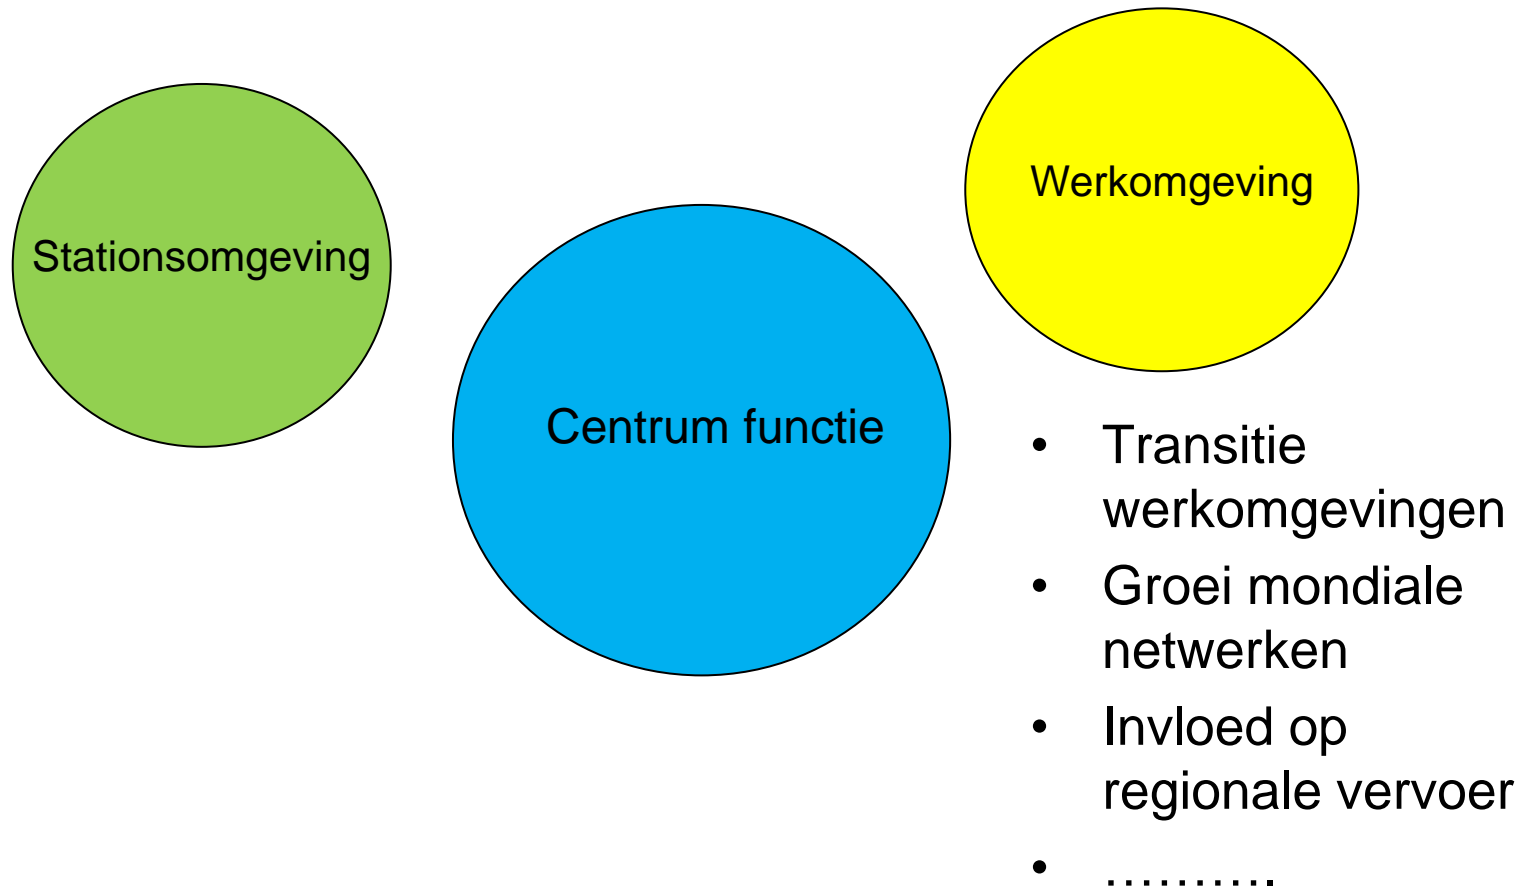 Stationsomgeving
Centrum functie
Werkomgeving
• Transitie
werkomgevingen
• Groei mondiale
netwerken
• Invloed op
regionale vervoer
• ……….